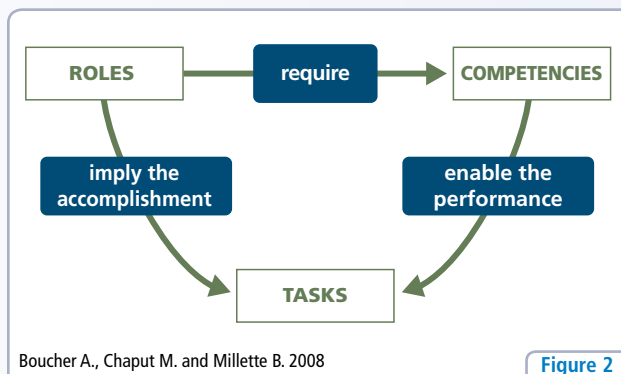 ROLES
require
COMPETENCIES
imply the
accomplishment
enable the
performance
TASKS
Boucher A., Chaput M. and Millette B. 2008
Figure 2